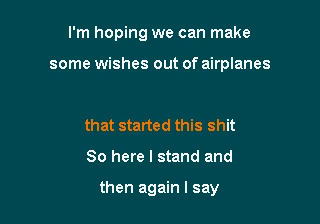 I'm hoping we can make
some wishes out of airplanes
that started this shit
So here I stand and
then again I say